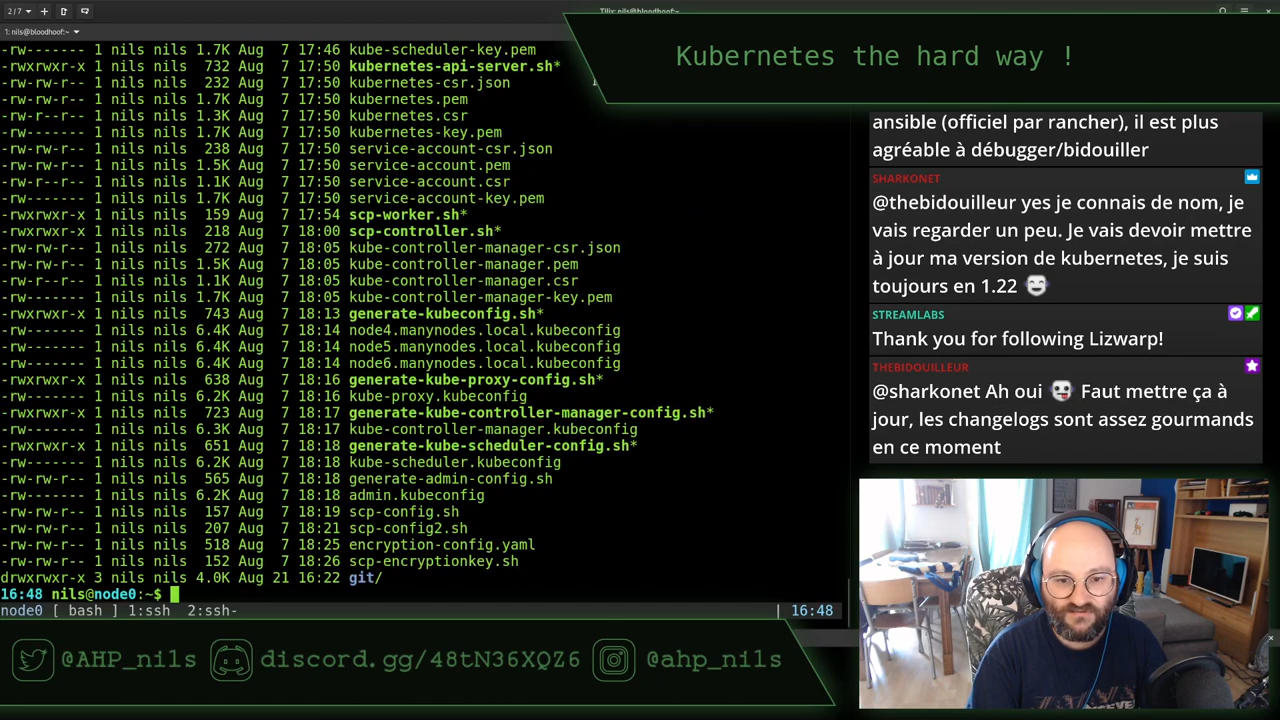 2/7
Tilix: nils@bloodhoof:~
1: nils@bloodhoof:~
Kubernetes the hard way !
-rw------- 1 nils nils 1.7K Aug  7 17:46 kube-scheduler-key.pem
-rwxrwxr-x 1 nils nils  732 Aug  7 17:50 kubernetes-api-server.sh*
-rw-rw-r-- 1 nils nils  232 Aug  7 17:50 kubernetes-csr.json
-rw-rw-r-- 1 nils nils 1.7K Aug  7 17:50 kubernetes.pem
-rw-r--r-- 1 nils nils 1.3K Aug  7 17:50 kubernetes.csr
-rw------- 1 nils nils 1.7K Aug  7 17:50 kubernetes-key.pem
-rw-rw-r-- 1 nils nils  238 Aug  7 17:50 service-account-csr.json
-rw-rw-r-- 1 nils nils 1.5K Aug  7 17:50 service-account.pem
-rw-r--r-- 1 nils nils 1.1K Aug  7 17:50 service-account.csr
-rw------- 1 nils nils 1.7K Aug  7 17:50 service-account-key.pem
-rwxrwxr-x 1 nils nils  159 Aug  7 17:54 scp-worker.sh*
-rwxrwxr-x 1 nils nils  218 Aug  7 18:00 scp-controller.sh*
-rw-rw-r-- 1 nils nils  272 Aug  7 18:05 kube-controller-manager-csr.json
-rw-rw-r-- 1 nils nils 1.5K Aug  7 18:05 kube-controller-manager.pem
-rw-r--r-- 1 nils nils 1.1K Aug  7 18:05 kube-controller-manager.csr
-rw------- 1 nils nils 1.7K Aug  7 18:05 kube-controller-manager-key.pem
-rwxrwxr-x 1 nils nils  743 Aug  7 18:13 generate-kubeconfig.sh*
-rw------- 1 nils nils 6.4K Aug  7 18:14 node4.manynodes.local.kubeconfig
-rw------- 1 nils nils 6.4K Aug  7 18:14 node5.manynodes.local.kubeconfig
-rw------- 1 nils nils 6.4K Aug  7 18:14 node6.manynodes.local.kubeconfig
-rwxrwxr-x 1 nils nils  638 Aug  7 18:16 generate-kube-proxy-config.sh*
-rw------- 1 nils nils 6.2K Aug  7 18:16 kube-proxy.kubeconfig
-rwxrwxr-x 1 nils nils  723 Aug  7 18:17 generate-kube-controller-manager-config.sh*
-rw------- 1 nils nils 6.3K Aug  7 18:17 kube-controller-manager.kubeconfig
-rwxrwxr-x 1 nils nils  651 Aug  7 18:18 generate-kube-scheduler-config.sh*
-rw------- 1 nils nils 6.2K Aug  7 18:18 kube-scheduler.kubeconfig
-rw-rw-r-- 1 nils nils  565 Aug  7 18:18 generate-admin-config.sh
-rw------- 1 nils nils 6.2K Aug  7 18:18 admin.kubeconfig
-rw-rw-r-- 1 nils nils  157 Aug  7 18:19 scp-config.sh
-rw-rw-r-- 1 nils nils  207 Aug  7 18:21 scp-config2.sh
-rw-rw-r-- 1 nils nils  518 Aug  7 18:25 encryption-config.yaml
-rw-rw-r-- 1 nils nils  152 Aug  7 18:26 scp-encryptionkey.sh
drwxrwxr-x 3 nils nils 4.0K Aug 21 16:22 git/
16:48 nils@node0:~$
node0 [ bash ] 1:ssh  2:ssh- | 16:48
ansible (officiel par rancher), il est plus
agréable à débugger/bidouiller
SHARKONET
@thebidouilleur yes je connais de nom, je
vais regarder un peu. Je vais devoir mettre
à jour ma version de kubernetes, je suis
toujours en 1.22
STREAMLABS
Thank you for following Lizwarp!
THEBIDOUILLEUR
@sharkonet Ah oui Faut mettre ça à
jour, les changelogs sont assez gourmands
en ce moment
@AHP_nils discord.gg/48tN36XQZ6 @ahp_nils